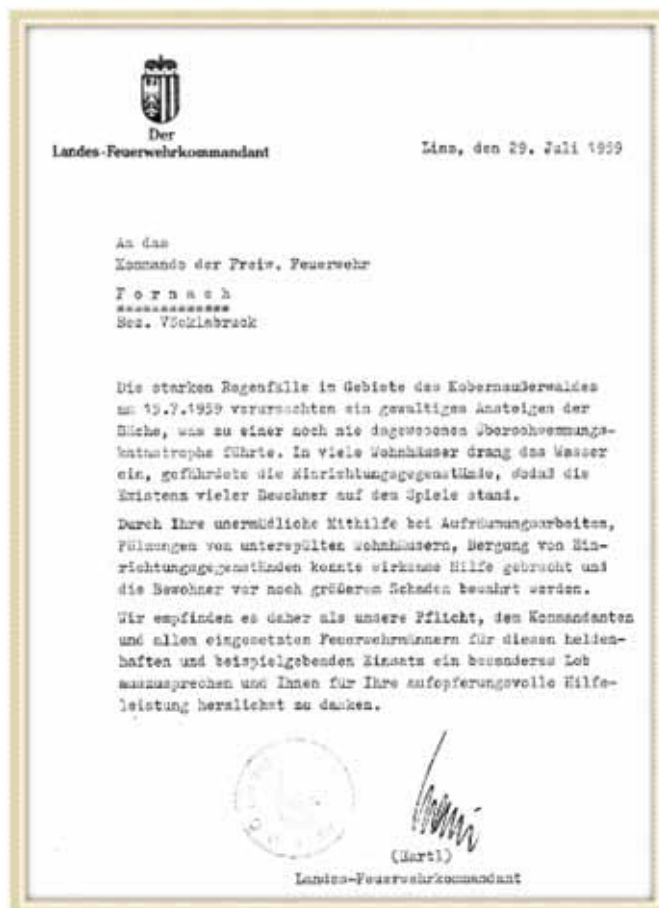 Der
Landes-Feuerwehrkommandant
Linz, den 29. Juli 1959
An das
Kommando der Freiw. Feuerwehr
F o r n a c h
Bez. Vöcklabruck
Die starken Regenfälle im Gebiete des Kobernaußerwaldes
am 15.7.1959 verursachten ein gewaltiges Ansteigen der
Bäche, was zu einer noch nie dagewesenen Überschwemmungs-
katastrophe führte. In viele Wohnhäuser drang das Wasser
ein, gefährdete die Einrichtungsgegenstände, sodaß die
Existenz vieler Bewohner auf dem Spiele stand.
Durch Ihre unermüdliche Mithilfe bei Aufräumungsarbeiten,
Pölzungen von unterspülten Wohnhäusern, Bergung von Ein-
richtungsgegenständen konnte wirksame Hilfe gebracht und
die Bewohner vor noch größerem Schaden bewahrt werden.
Wir empfinden es daher als unsere Pflicht, dem Kommandanten
und allen eingesetzten Feuerwehrmännern für diesen helden-
haften und beispielgebenden Einsatz ein besonderes Lob
auszusprechen und Ihnen für Ihre aufopferungsvolle Hilfe-
leistung herzlichst zu danken.
(Hartl)
Landes-Feuerwehrkommandant